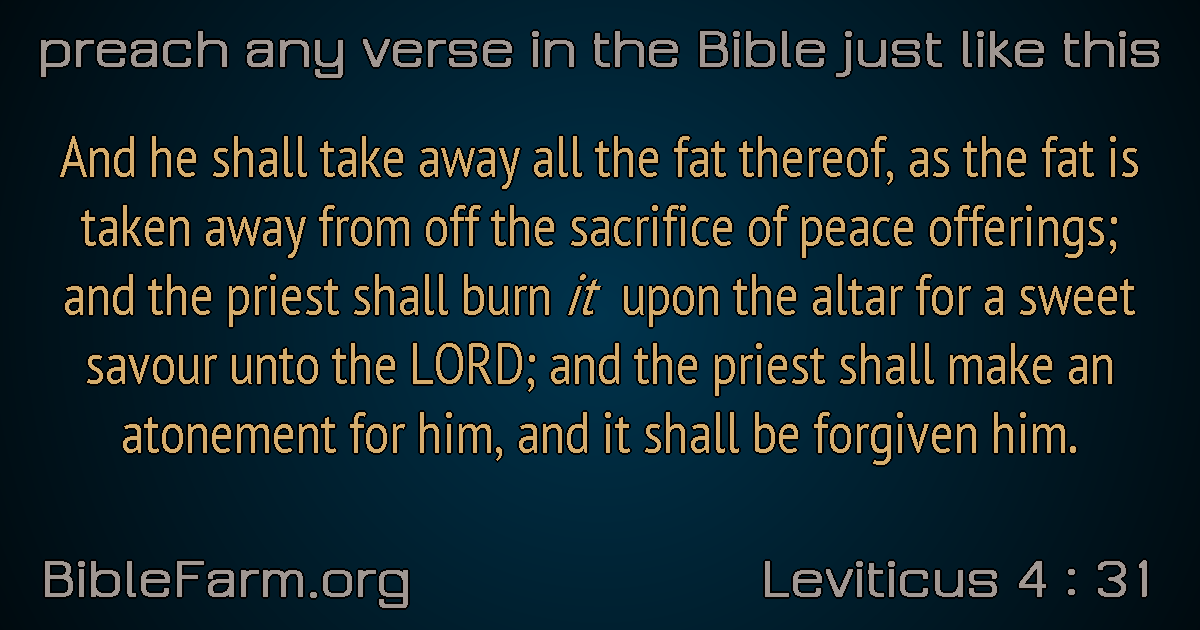 preach any verse in the Bible just like this
And he shall take away all the fat thereof, as the fat is
taken away from off the sacrifice of peace offerings;
and the priest shall burn it upon the altar for a sweet
savour unto the LORD; and the priest shall make an
atonement for him, and it shall be forgiven him.
BibleFarm.org
Leviticus 4 : 31